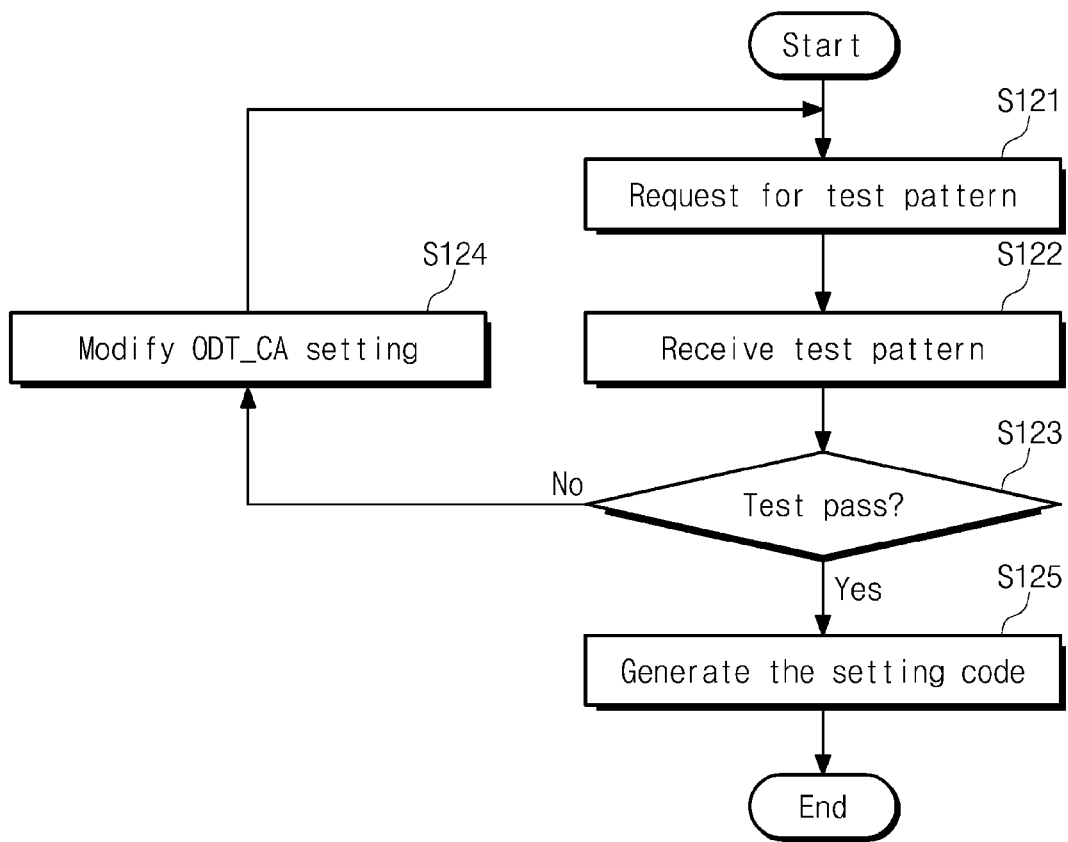 Start
S121
Request for test pattern
S124
S122
Modify ODT_CA setting
Receive test pattern
S123
No
Test pass?
Yes
S125
Generate the setting code
End